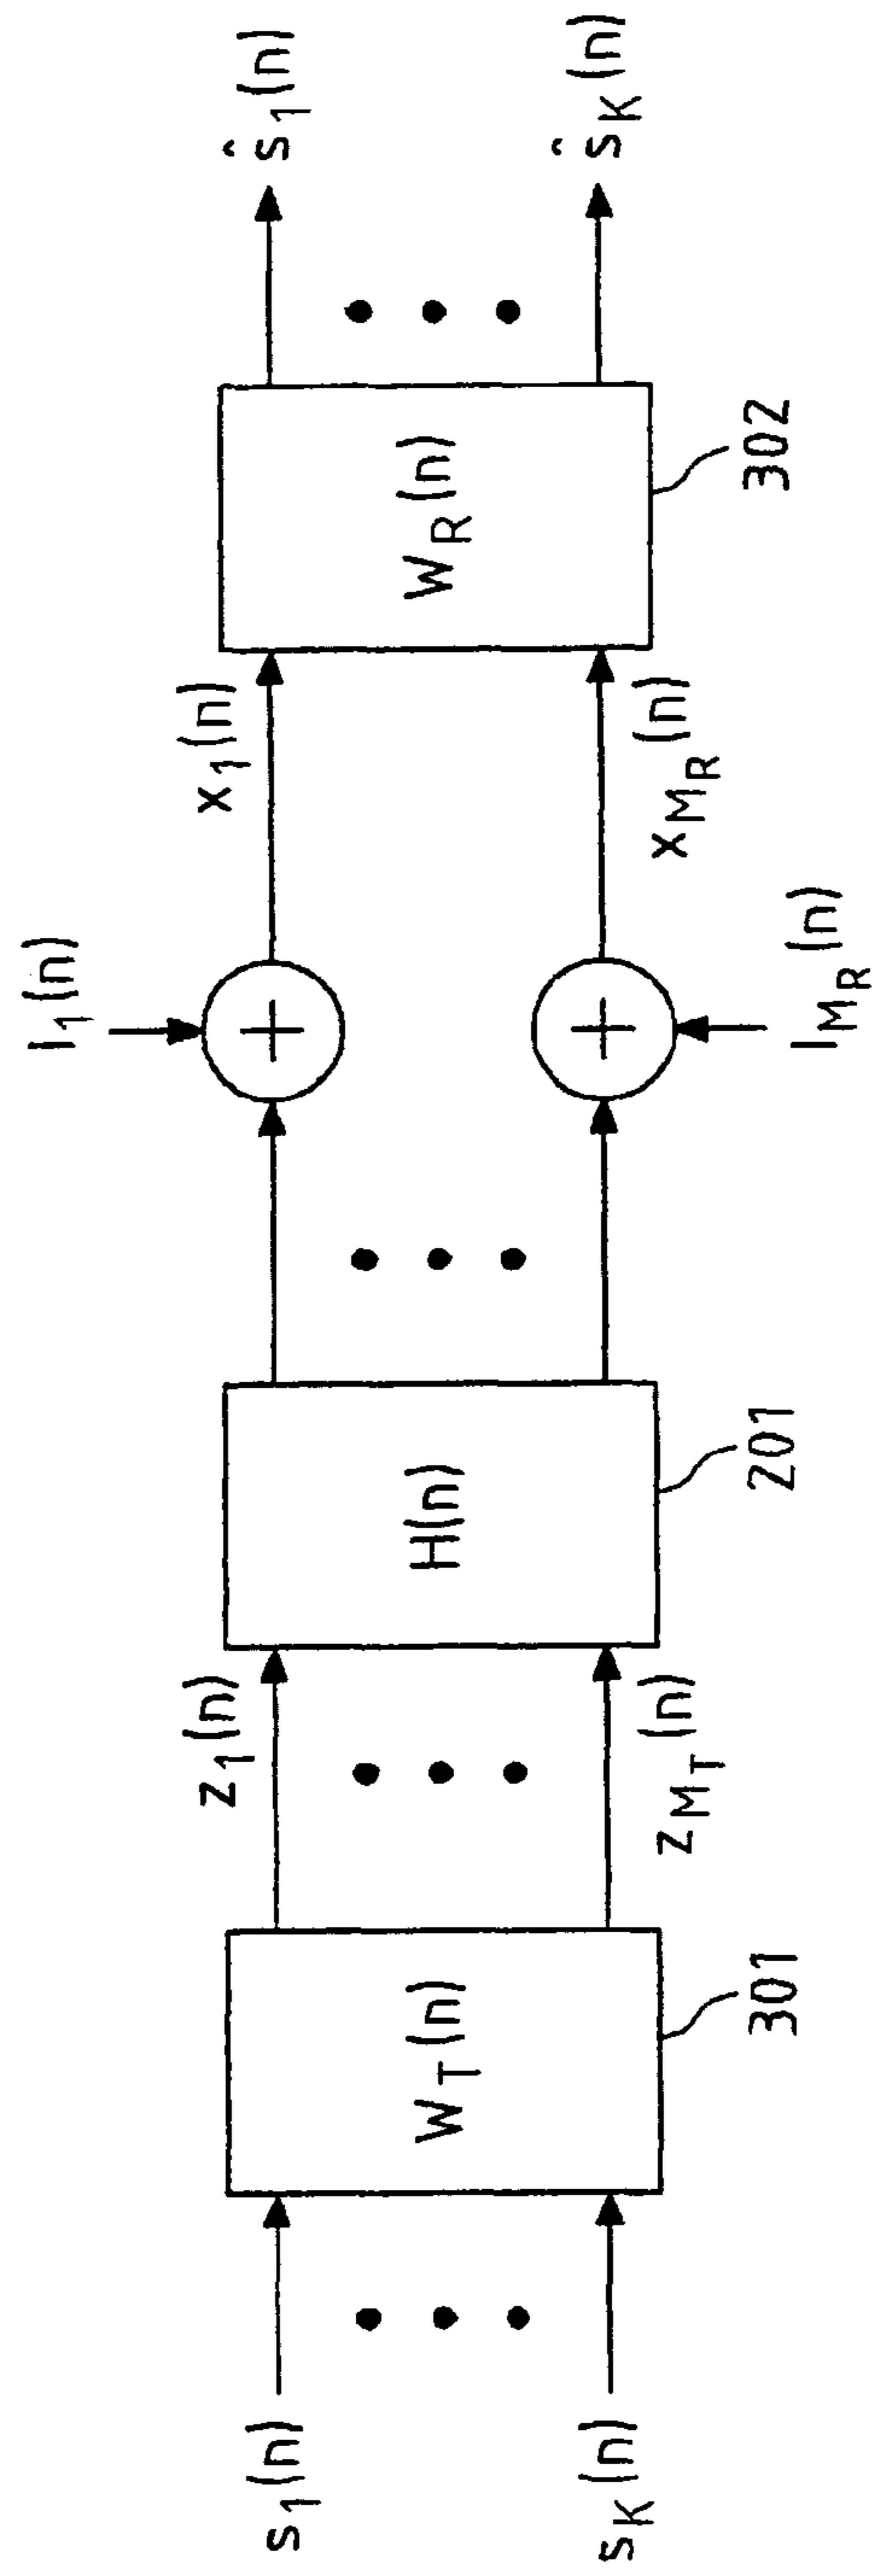 s1(n)
sK(n)
WT(n)
301
z1(n)
zMT(n)
H(n)
201
I1(n)
IMR(n)
x1(n)
xMR(n)
WR(n)
302
ŝ1(n)
ŝK(n)